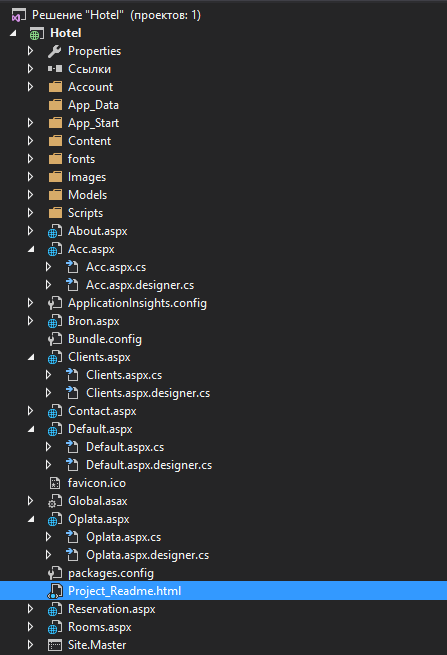 Решение "Hotel" (проектов: 1)
Hotel
Properties
Ссылки
Account
App_Data
App_Start
Content
fonts
Images
Models
Scripts
About.aspx
Acc.aspx
Acc.aspx.cs
Acc.aspx.designer.cs
ApplicationInsights.config
Bron.aspx
Bundle.config
Clients.aspx
Clients.aspx.cs
Clients.aspx.designer.cs
Contact.aspx
Default.aspx
Default.aspx.cs
Default.aspx.designer.cs
favicon.ico
Global.asax
Oplata.aspx
Oplata.aspx.cs
Oplata.aspx.designer.cs
packages.config
Project_Readme.html
Reservation.aspx
Rooms.aspx
Site.Master